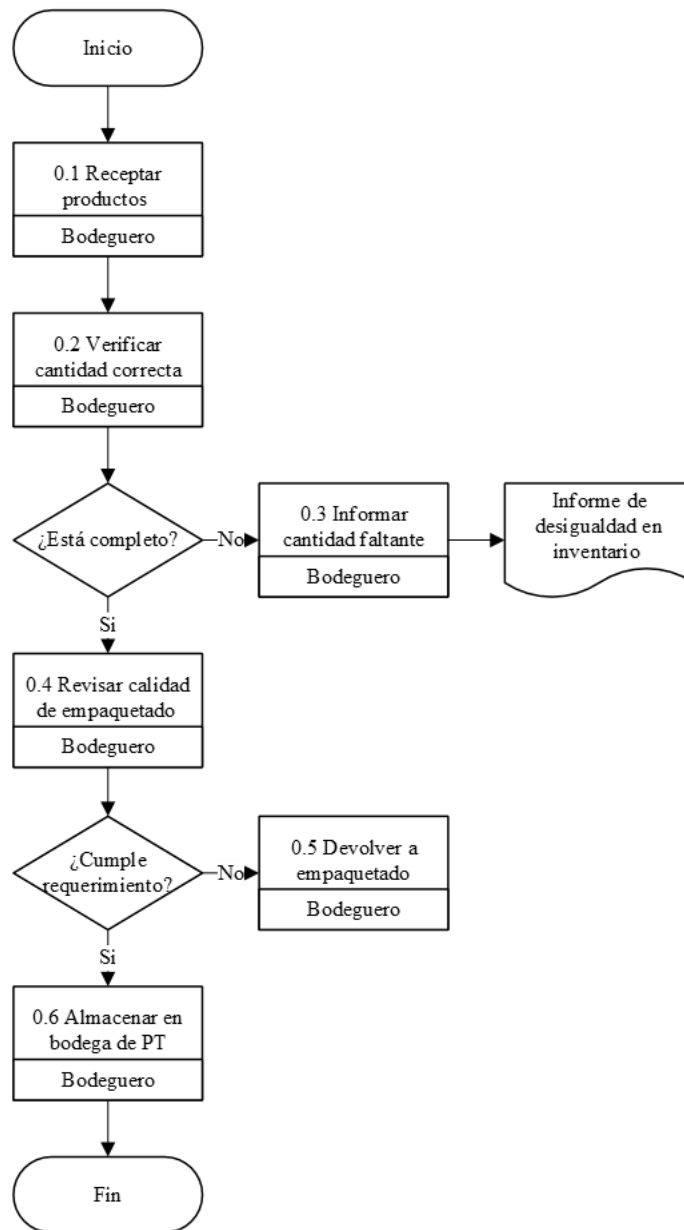 Inicio
0.1 Receptar
productos
Bodeguero
0.2 Verificar
cantidad correcta
Bodeguero
¿Está completo?
No
0.3 Informar
cantidad faltante
Bodeguero
Informe de
desigualdad en
inventario
Si
0.4 Revisar calidad
de empaquetado
Bodeguero
¿Cumple
requerimiento?
No
0.5 Devolver a
empaquetado
Bodeguero
Si
0.6 Almacenar en
bodega de PT
Bodeguero
Fin